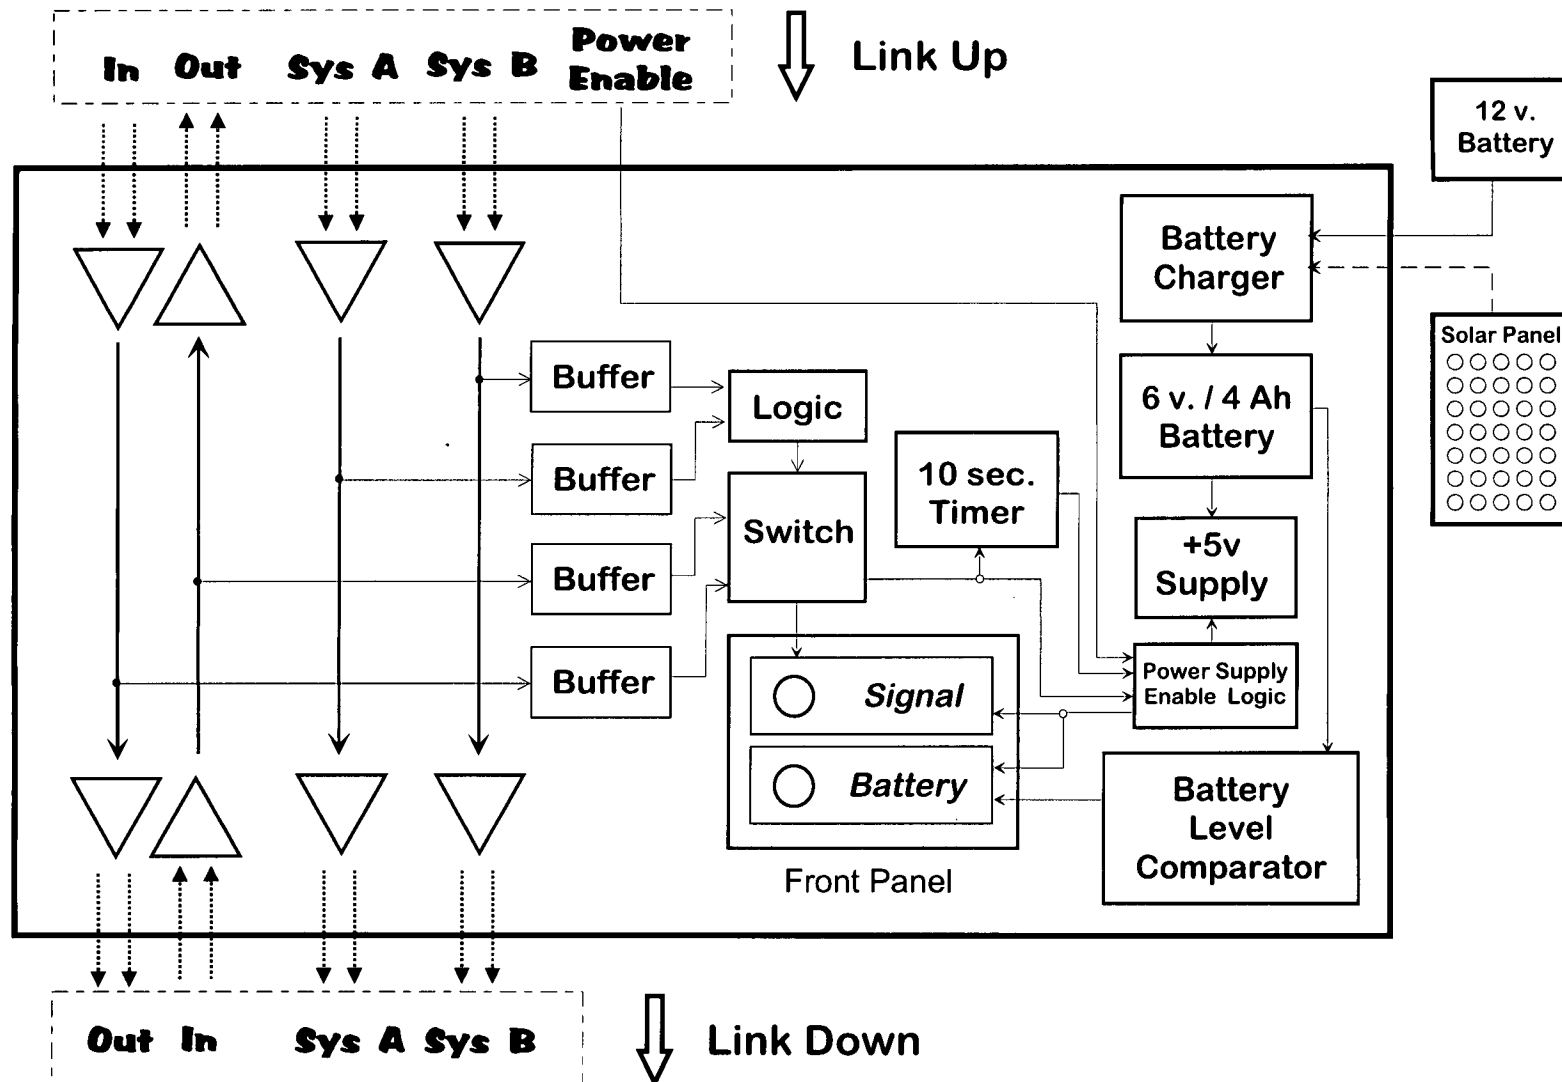 In Out Sys A Sys B Power
Enable
Link Up
12 v.
Battery
Battery
Charger
Solar Panel
Buffer
Logic
6 v. / 4 Ah
Battery
Buffer
10 sec.
Timer
Switch
+5v
Supply
Buffer
Buffer
Signal
Power Supply
Enable Logic
Battery
Battery
Level
Comparator
Front Panel
Out In Sys A Sys B
Link Down